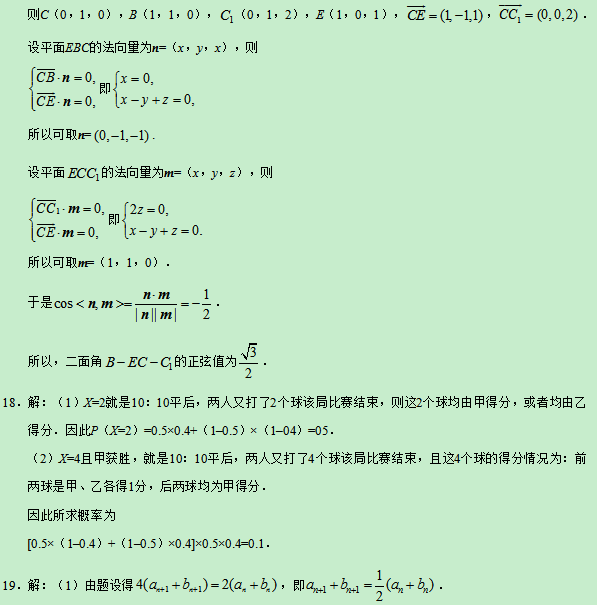 则C（0，1，0），B（1，1，0），C₁（0，1，2），E（1，0，1），$\overrightarrow{CE}=(1,-1,1)$，$\overrightarrow{CC_1}=(0,0,2)$．
设平面EBC的法向量为n=（x，y，x），则
$\begin{cases}\overrightarrow{CB}\cdot n=0,\\ \overrightarrow{CE}\cdot n=0,\end{cases}$即$\begin{cases}x=0,\\ x-y+z=0,\end{cases}$
所以可取n=$(0,-1,-1)$．
设平面$ECC_1$的法向量为m=（x，y，z），则
$\begin{cases}\overrightarrow{CC_1}\cdot m=0,\\ \overrightarrow{CE}\cdot m=0,\end{cases}$即$\begin{cases}2z=0,\\ x-y+z=0.\end{cases}$
所以可取m=（1，1，0）．
于是$\cos<n,m>=\frac{n\cdot m}{|n||m|}=-\frac{1}{2}$．
所以，二面角$B-EC-C_1$的正弦值为$\frac{\sqrt{3}}{2}$．
18．解：（1）X=2就是10：10平后，两人又打了2个球该局比赛结束，则这2个球均由甲得分，或者均由乙
得分．因此P（X=2）=0.5×0.4+（1–0.5）×（1–04）=05．
（2）X=4且甲获胜，就是10：10平后，两人又打了4个球该局比赛结束，且这4个球的得分情况为：前
两球是甲、乙各得1分，后两球均为甲得分．
因此所求概率为
[0.5×（1–0.4）+（1–0.5）×0.4]×0.5×0.4=0.1．
19．解：（1）由题设得$4(a_{n+1}+b_{n+1})=2(a_n+b_n)$，即$a_{n+1}+b_{n+1}=\frac{1}{2}(a_n+b_n)$．